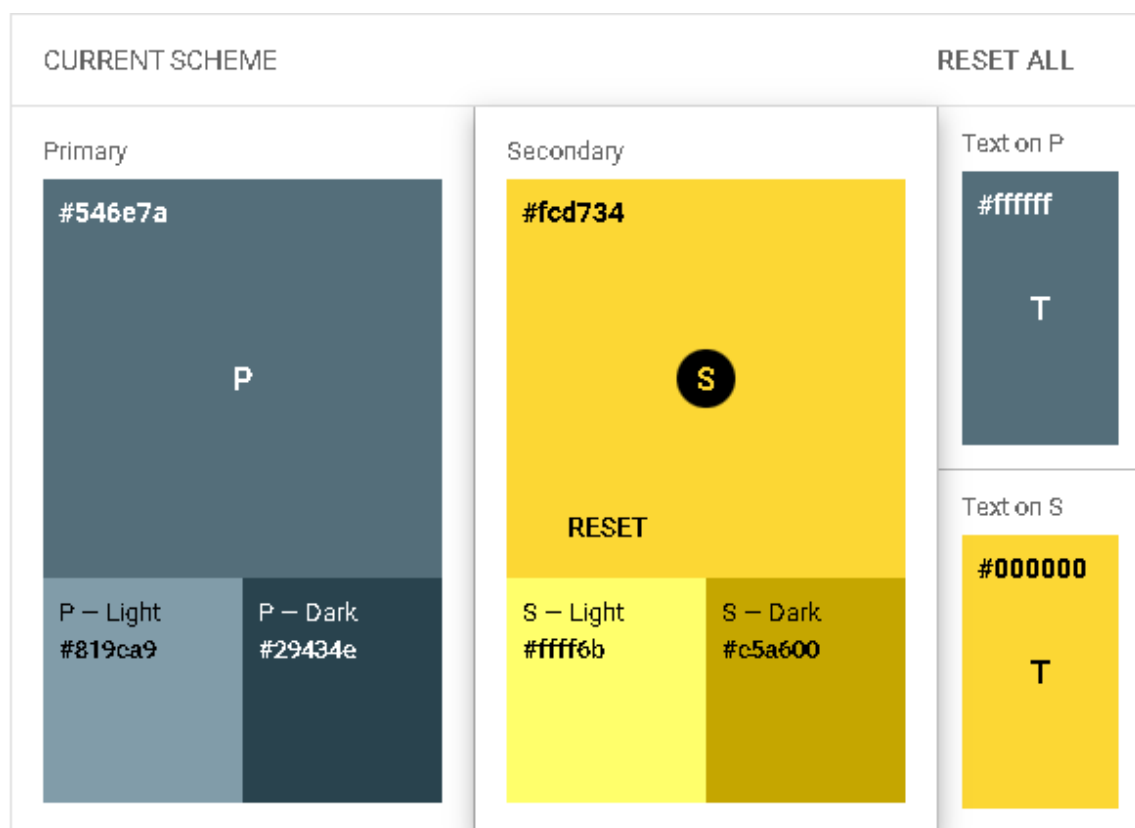 CURRENT SCHEME
RESET ALL
Primary
#546e7a
P
P – Light
#819ca9
P – Dark
#29434e
Secondary
#fcd734
S
RESET
S – Light
#ffff6b
S – Dark
#c5a600
Text on P
#ffffff
T
Text on S
#000000
T